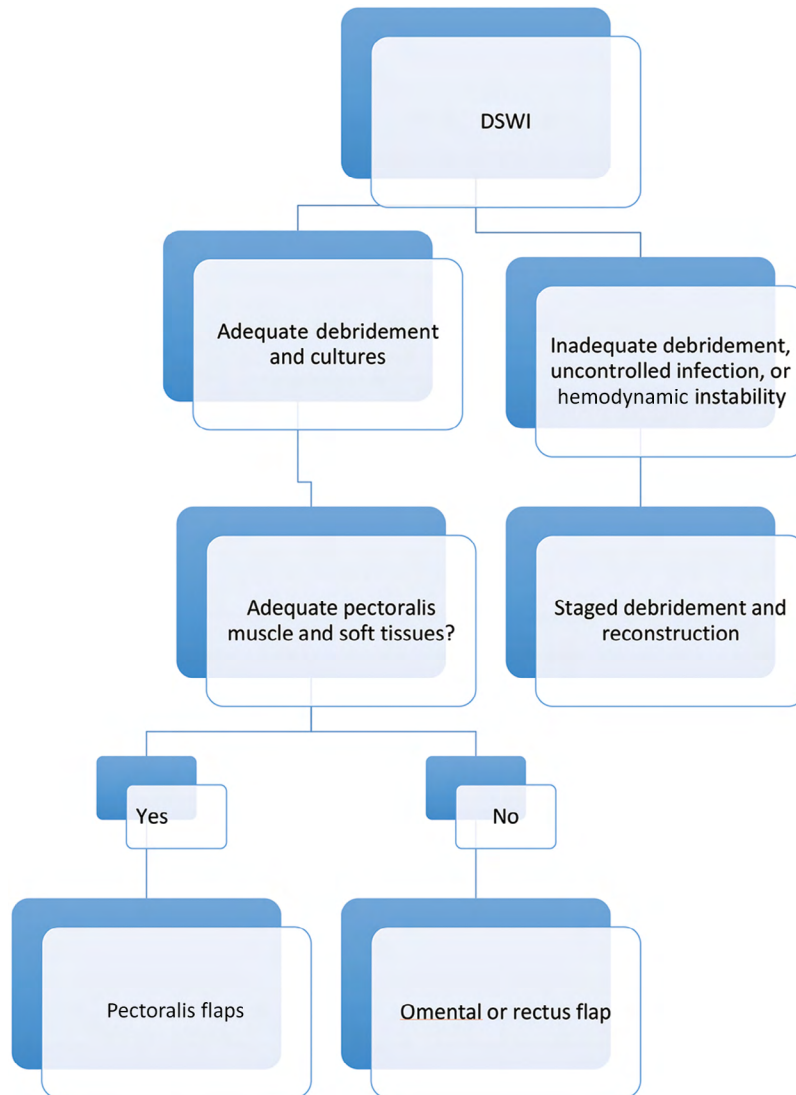 DSWI
Adequate debridement
and cultures
Inadequate debridement,
uncontrolled infection, or
hemodynamic instability
Adequate pectoralis
muscle and soft tissues?
Staged debridement and
reconstruction
Yes
No
Pectoralis flaps
Omental or rectus flap